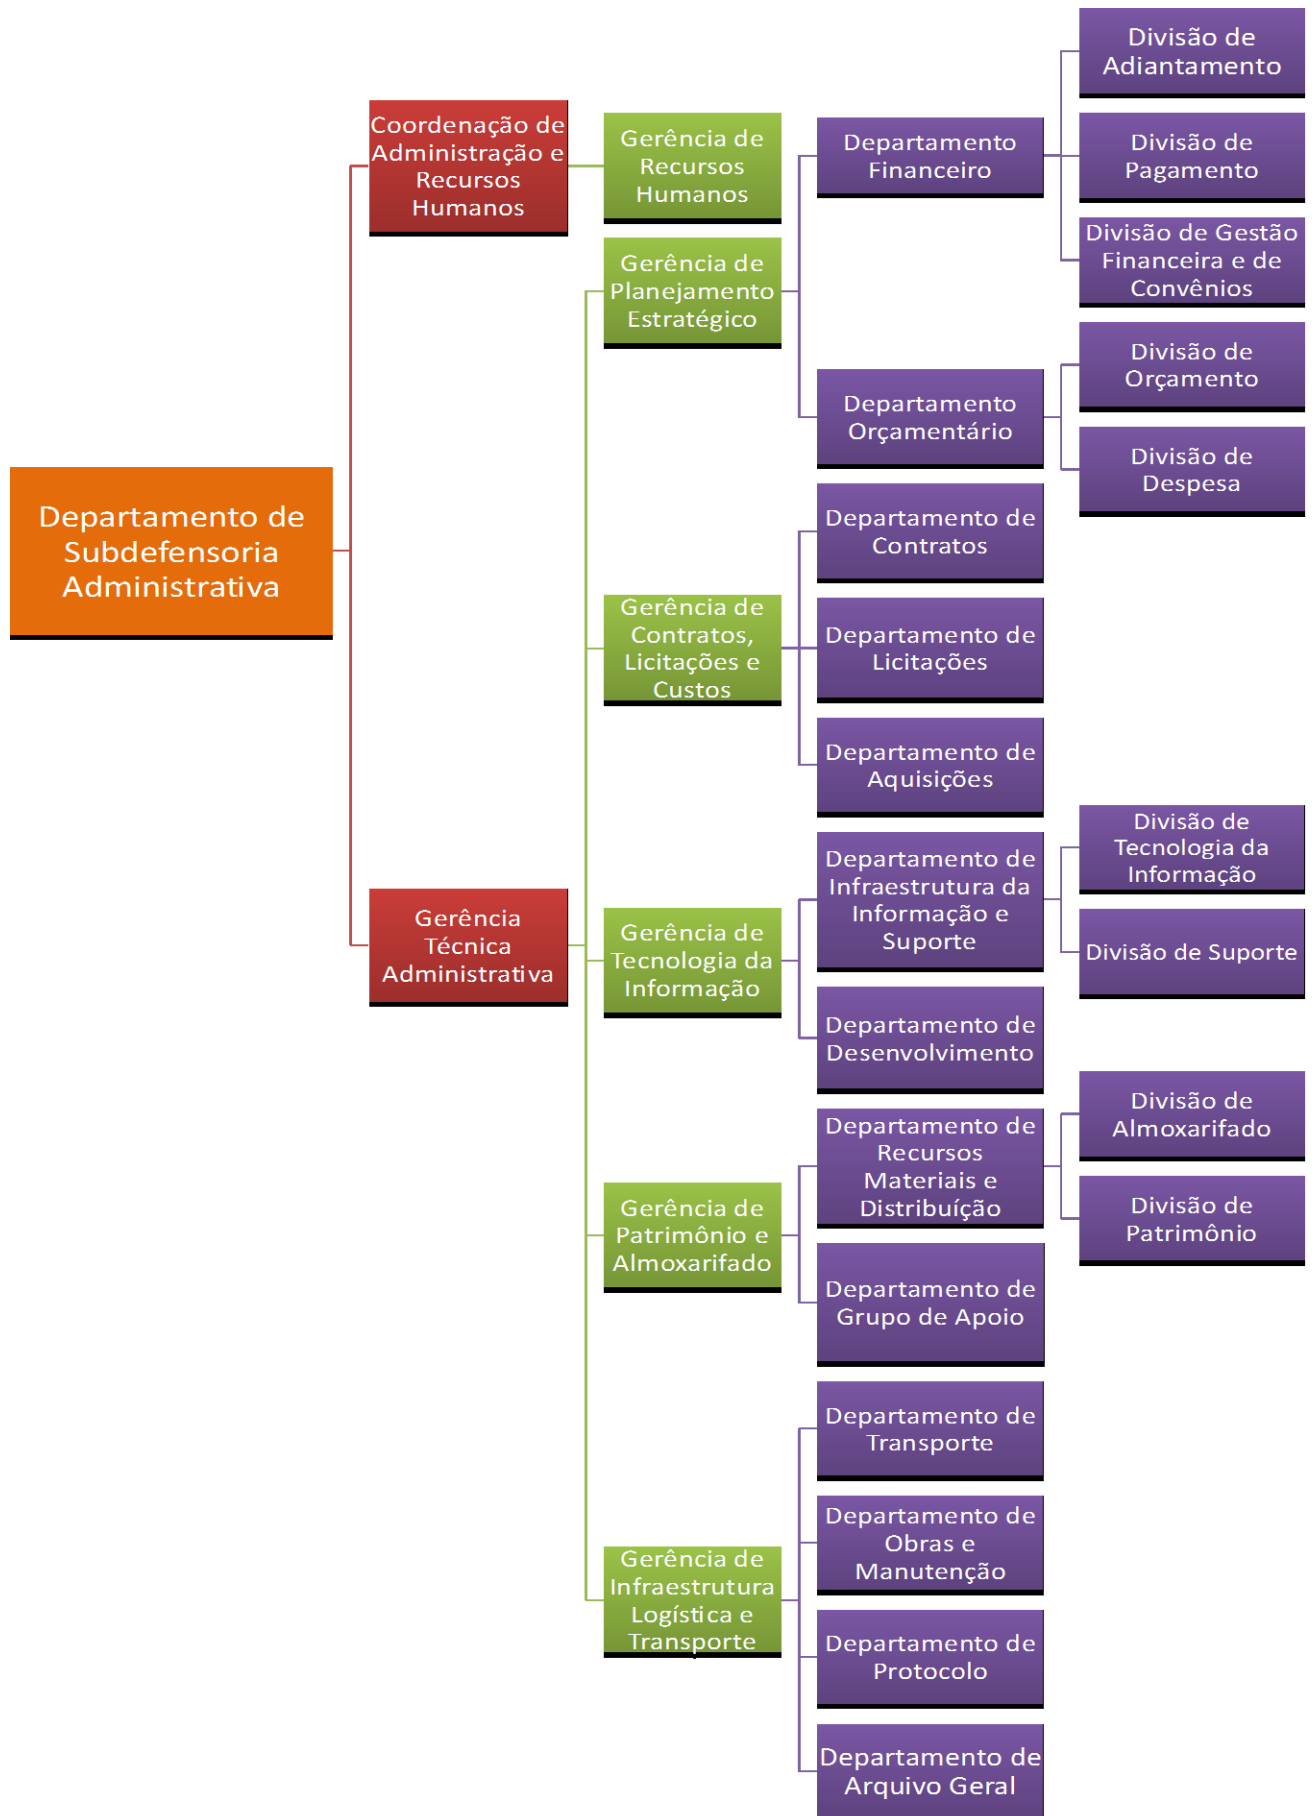 Departamento de
Subdefensoria
Administrativa
Coordenação de
Administração e
Recursos
Humanos
Gerência de
Recursos
Humanos
Gerência de
Planejamento
Estratégico
Departamento
Financeiro
Divisão de
Adiantamento
Divisão de
Pagamento
Divisão de Gestão
Financeira e de
Convênios
Departamento
Orçamentário
Divisão de
Orçamento
Divisão de
Despesa
Gerência
Técnica
Administrativa
Gerência de
Contratos,
Licitações e
Custos
Departamento de
Contratos
Departamento de
Licitações
Departamento de
Aquisições
Gerência de
Tecnologia da
Informação
Departamento de
Infraestrutura da
Informação e
Suporte
Divisão de
Tecnologia da
Informação
Divisão de Suporte
Departamento de
Desenvolvimento
Gerência de
Patrimônio e
Almoxarifado
Departamento de
Recursos
Materiais e
Distribuíção
Divisão de
Almoxarifado
Divisão de
Patrimônio
Departamento de
Grupo de Apoio
Gerência de
Infraestrutura
Logística e
Transporte
Departamento de
Transporte
Departamento de
Obras e
Manutenção
Departamento de
Protocolo
Departamento de
Arquivo Geral